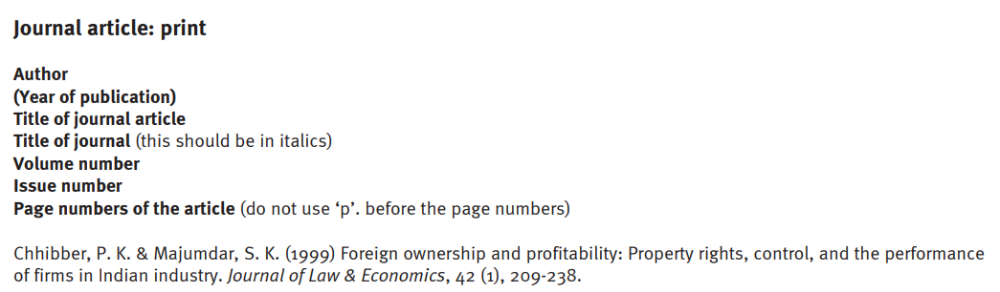 Journal article: print
Author
(Year of publication)
Title of journal article
Title of journal (this should be in italics)
Volume number
Issue number
Page numbers of the article (do not use ‘p’. before the page numbers)
Chhibber, P. K. & Majumdar, S. K. (1999) Foreign ownership and profitability: Property rights, control, and the performance
of firms in Indian industry. Journal of Law & Economics, 42 (1), 209-238.